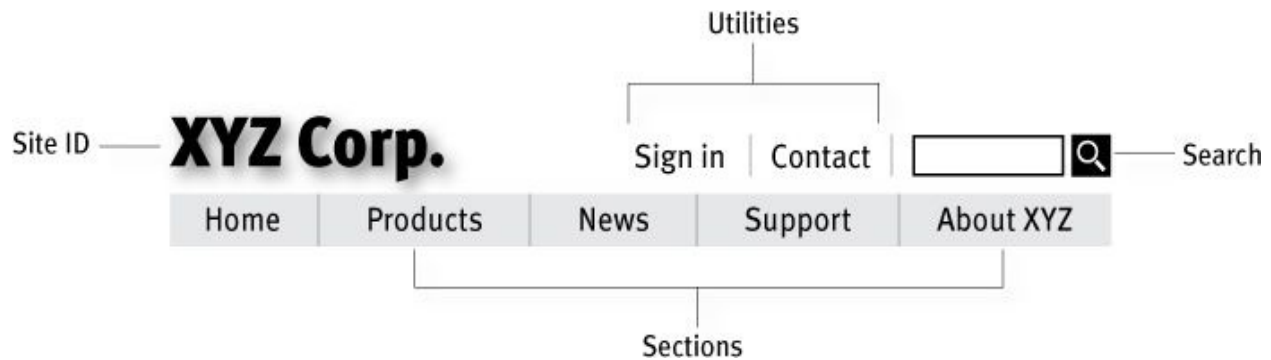 Utilities
Site ID
XYZ Corp.
Sign in
Contact
Search
Home
Products
News
Support
About XYZ
Sections